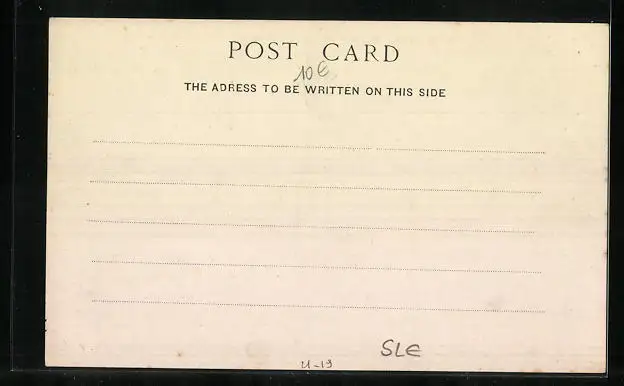 POST CARD
10€
THE ADRESS TO BE WRITTEN ON THIS SIDE
SLE